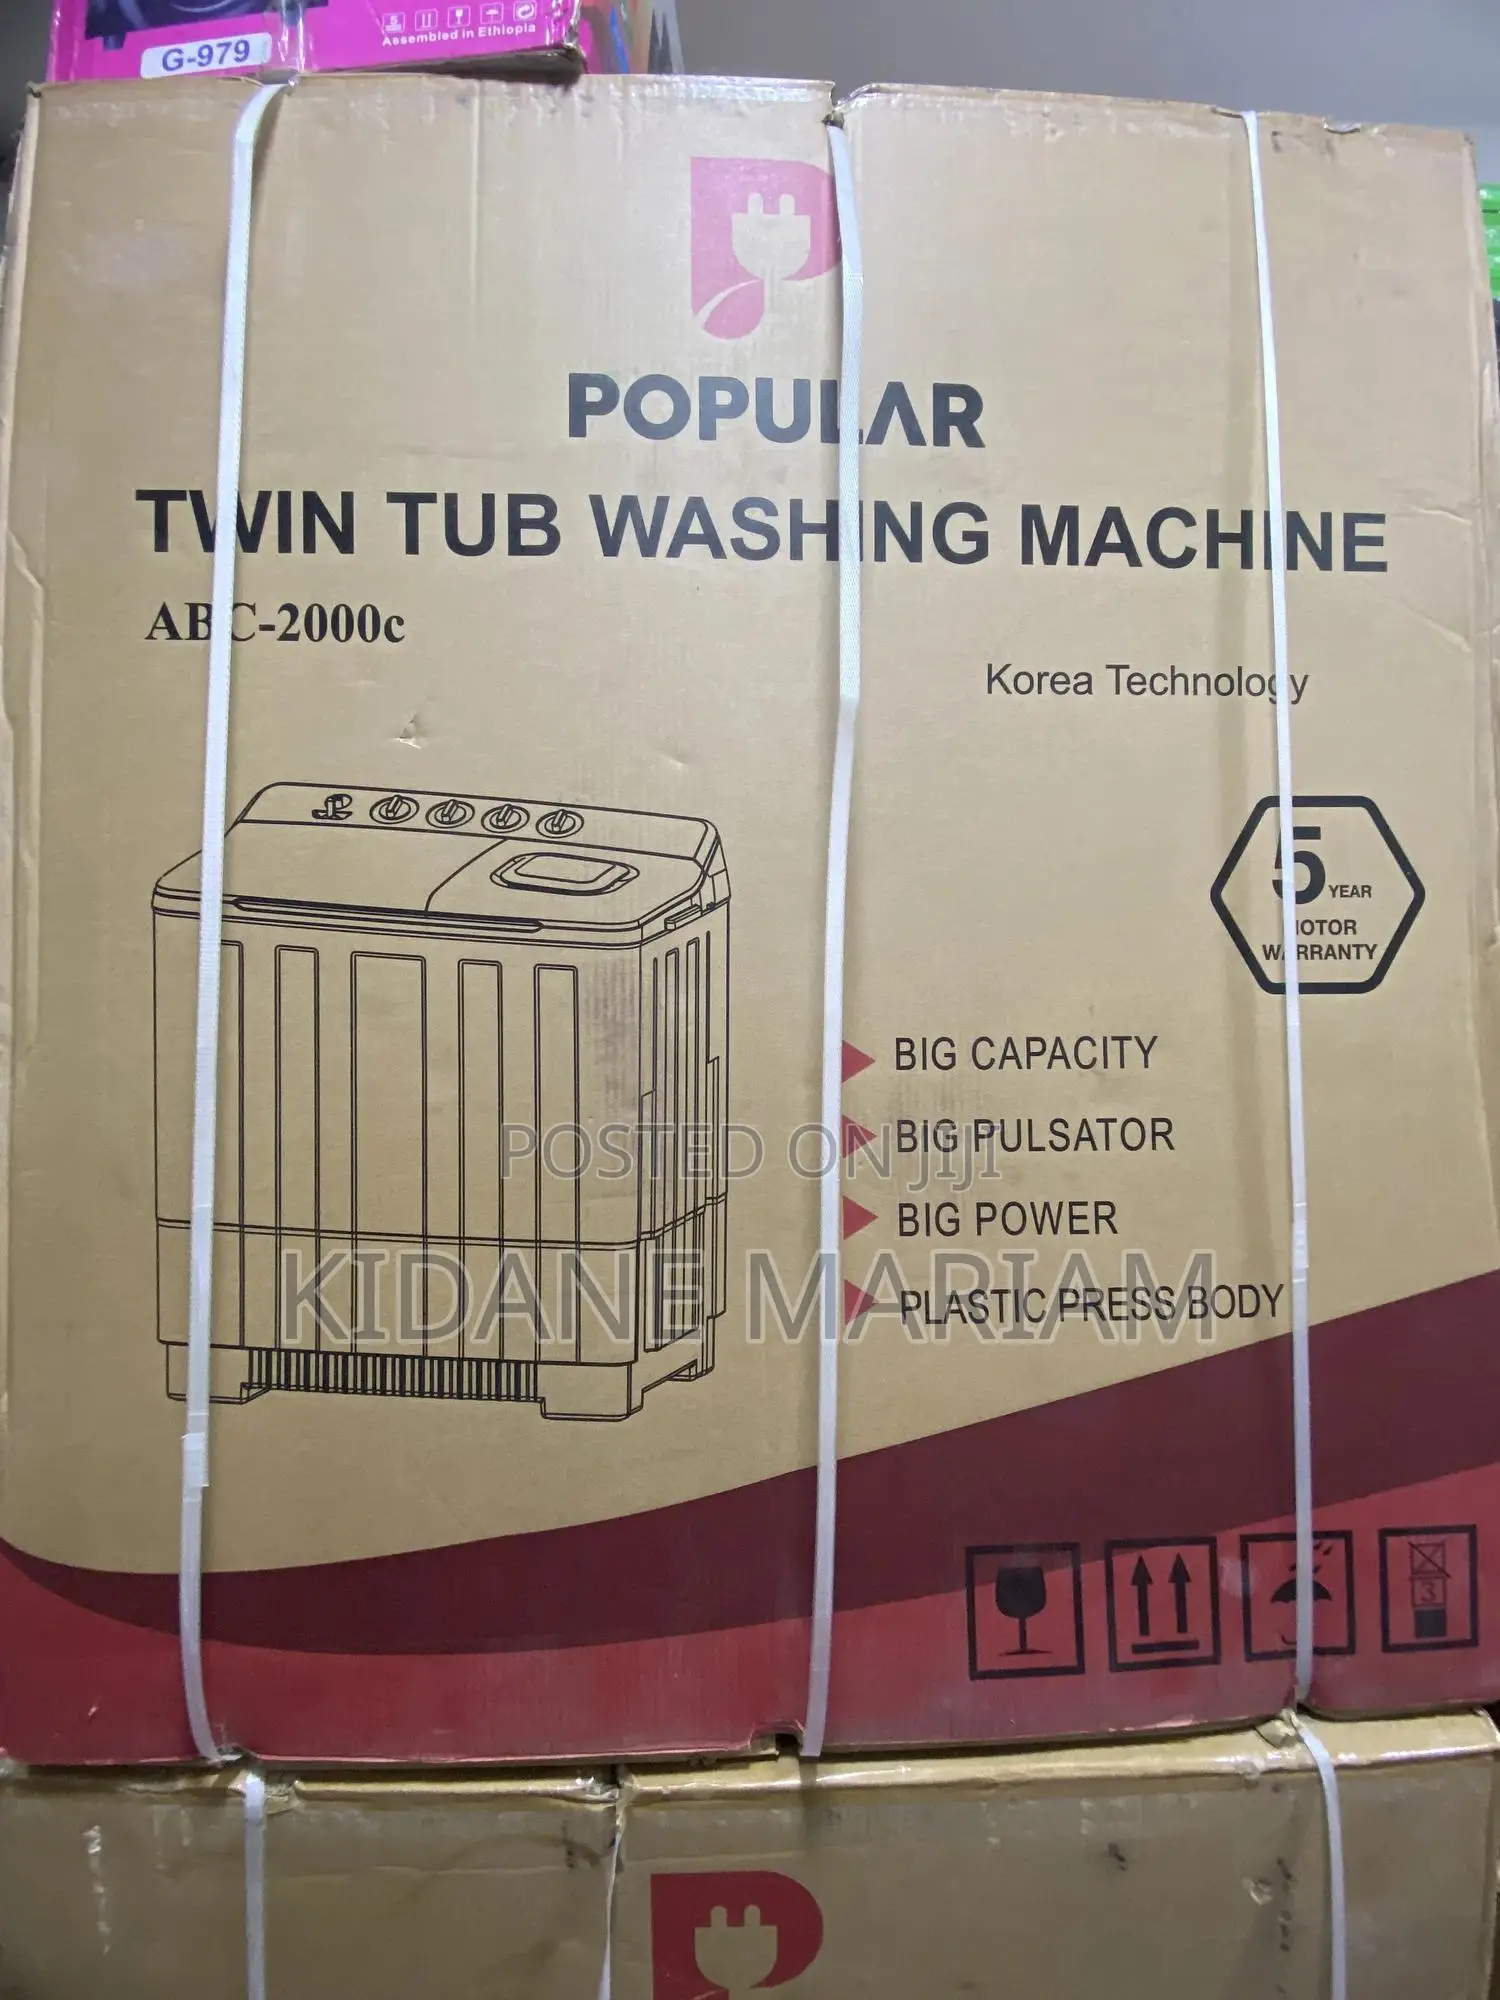 G-979
Assembled in Ethiopia
POPULAR
TWIN TUB WASHING MACHINE
ABC-2000c
Korea Technology
5 YEAR
MOTOR
WARRANTY
BIG CAPACITY
BIG PULSATOR
BIG POWER
PLASTIC PRESS BODY
POSTED ON JIJI
KIDANE MARIAM
3